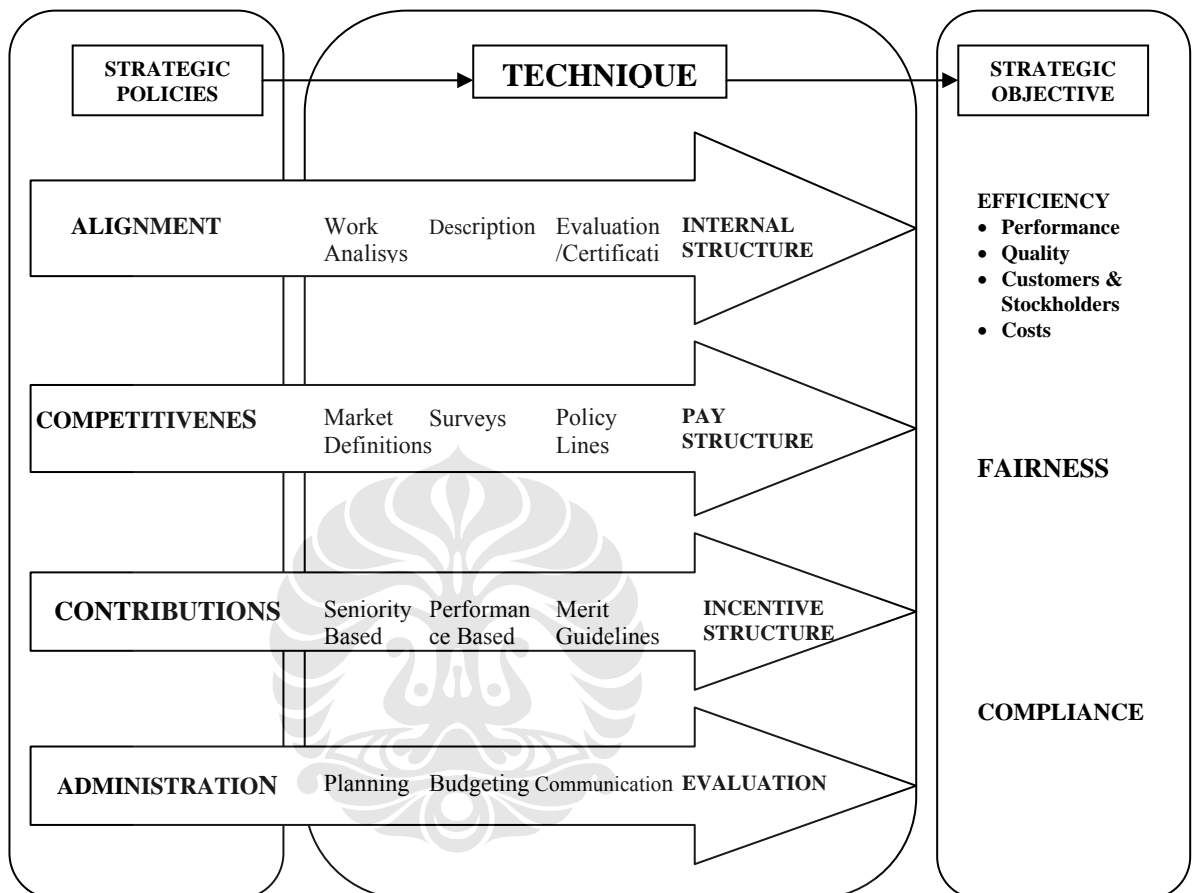 STRATEGIC
POLICIES
TECHNIQUE
STRATEGIC
OBJECTIVE
ALIGNMENT
Work
Analisys
Description
Evaluation
/Certificati
INTERNAL
STRUCTURE
EFFICIENCY
• Performance
• Quality
• Customers &
Stockholders
• Costs
COMPETITIVENES
Market
Definitions
Surveys
Policy
Lines
PAY
STRUCTURE
FAIRNESS
CONTRIBUTIONS
Seniority
Based
Performan
ce Based
Merit
Guidelines
INCENTIVE
STRUCTURE
COMPLIANCE
ADMINISTRATION
Planning
Budgeting
Communication
EVALUATION